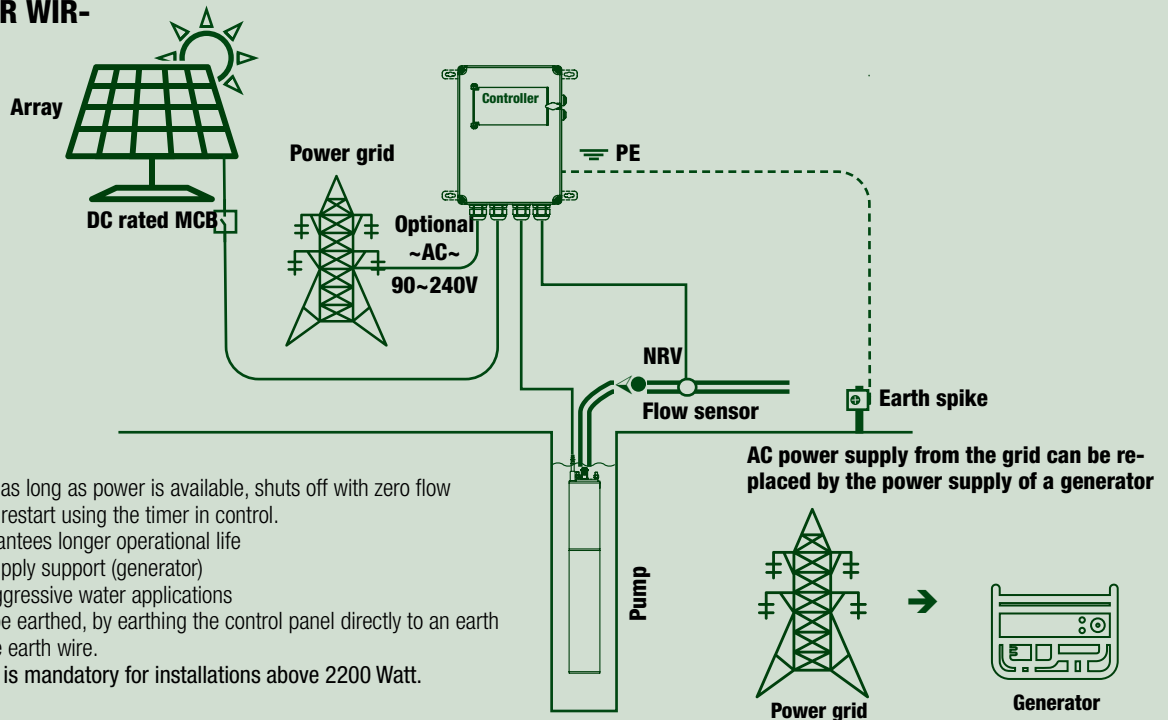 R WIR-
Array
Controller
Power grid
PE
DC rated MCB
Optional
~AC~
90~240V
NRV
Flow sensor
Earth spike
AC power supply from the grid can be re-
placed by the power supply of a generator
as long as power is available, shuts off with zero flow
restart using the timer in control.
antees longer operational life
pply support (generator)
ggressive water applications
be earthed, by earthing the control panel directly to an earth
e earth wire.
is mandatory for installations above 2200 Watt.
Pump
Power grid
Generator